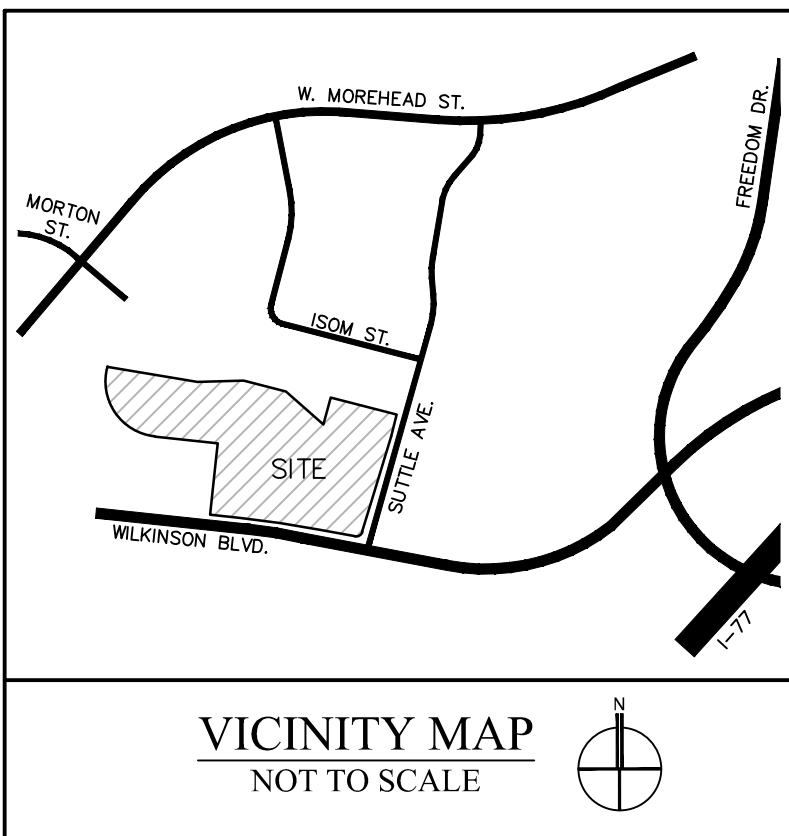 W. MOREHEAD ST.
FREEDOM DR.
MORTON
ST.
ISOM ST.
SUTTLE AVE.
SITE
WILKINSON BLVD.
I-77
VICINITY MAP
NOT TO SCALE
N